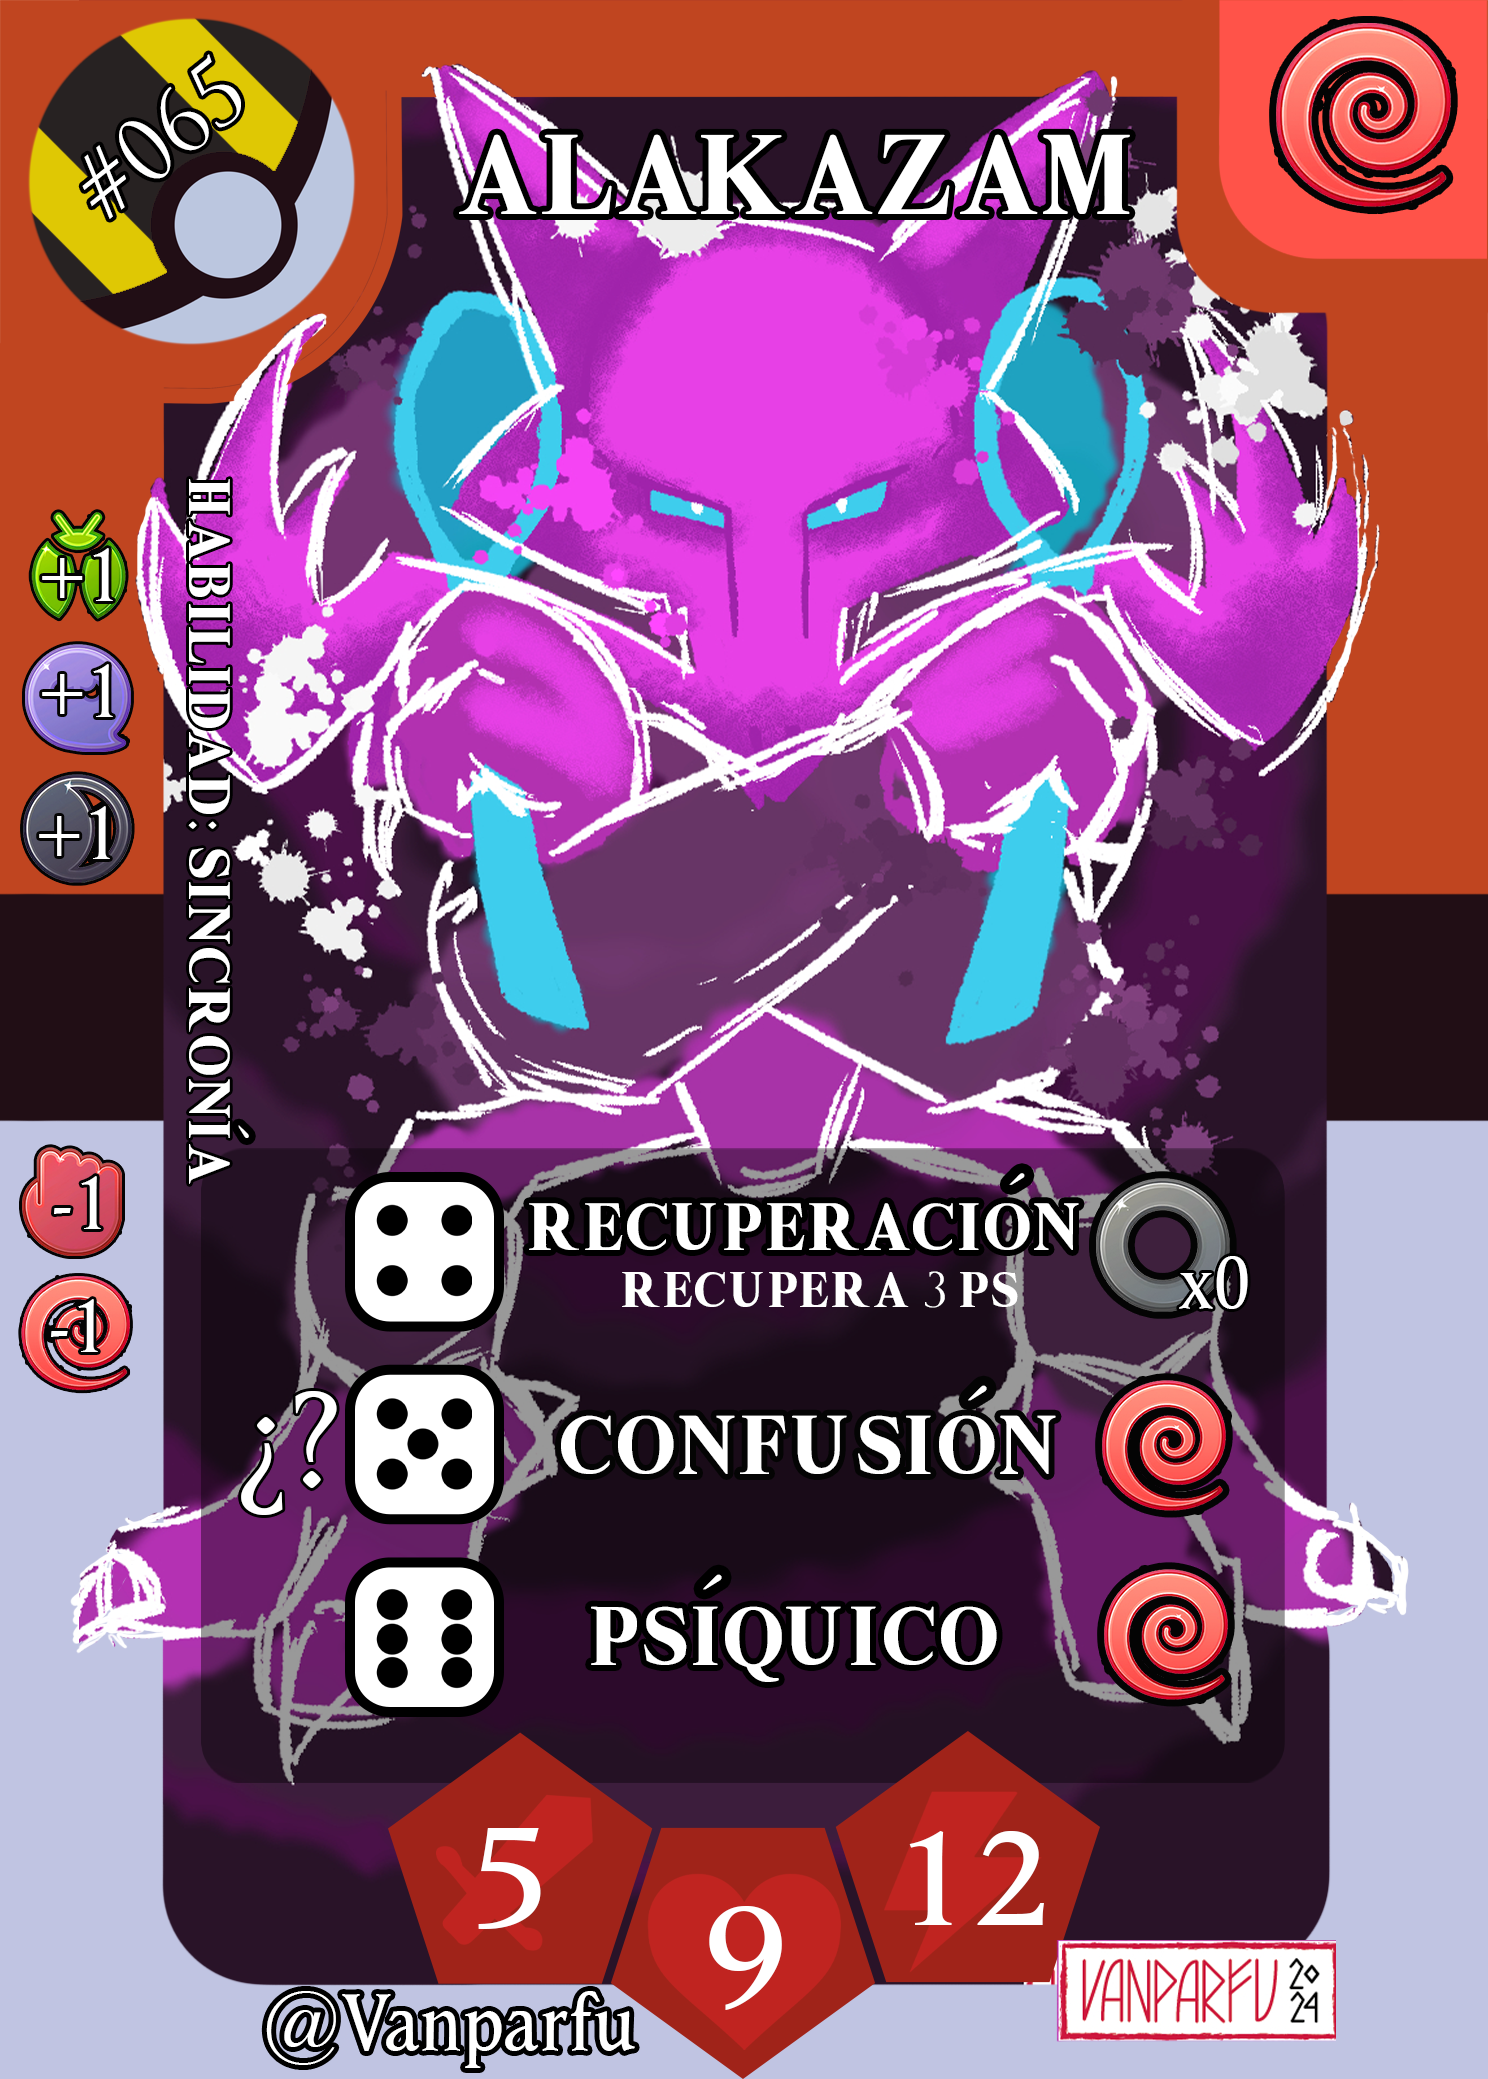 #065
ALAKAZAM
+1
+1
+1
HABILIDAD: SINCRONÍA
-1
-1
RECUPERACIÓN
RECUPERA 3 PS
x0
¿?
CONFUSIÓN
PSÍQUICO
5
9
12
@Vanparfu
VANPARFU
2024